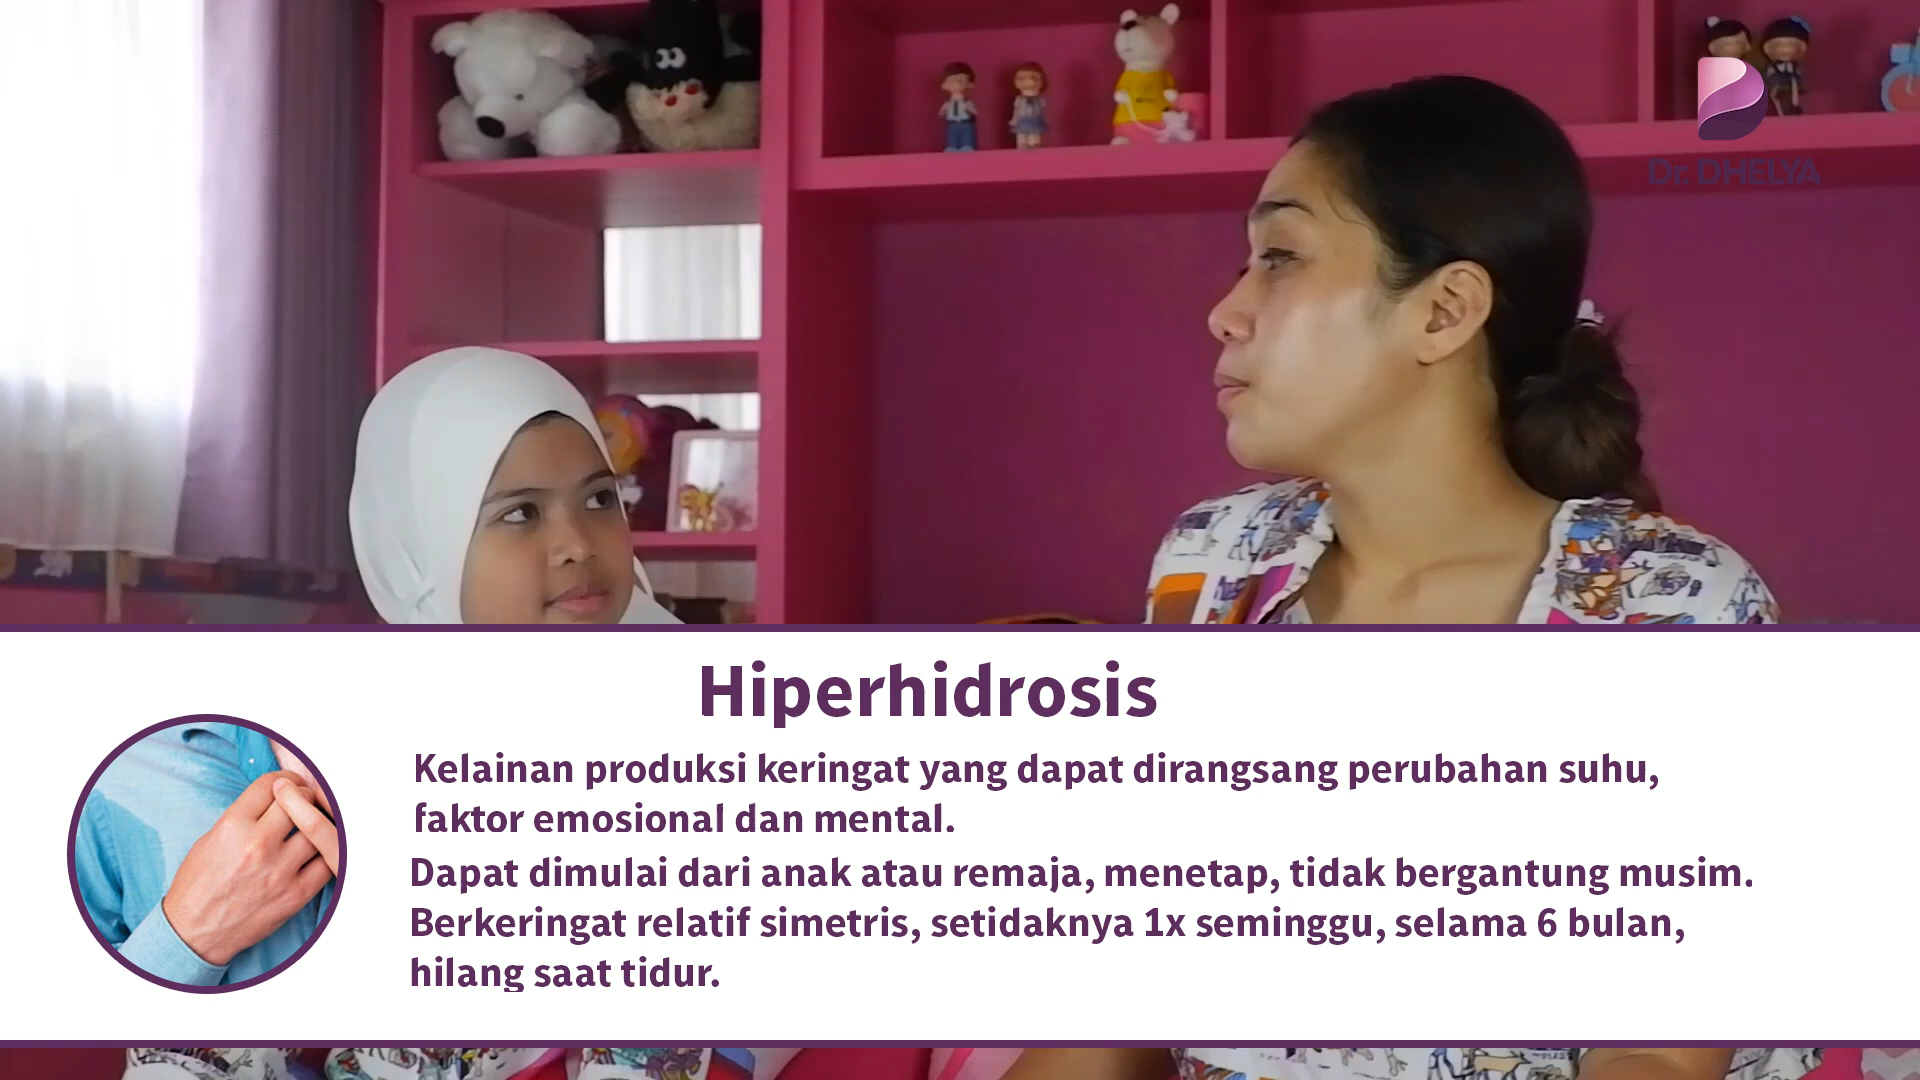 Dr. DHELYA
Hiperhidrosis
Kelainan produksi keringat yang dapat dirangsang perubahan suhu,
faktor emosional dan mental.
Dapat dimulai dari anak atau remaja, menetap, tidak bergantung musim.
Berkeringat relatif simetris, setidaknya 1x seminggu, selama 6 bulan,
hilang saat tidur.